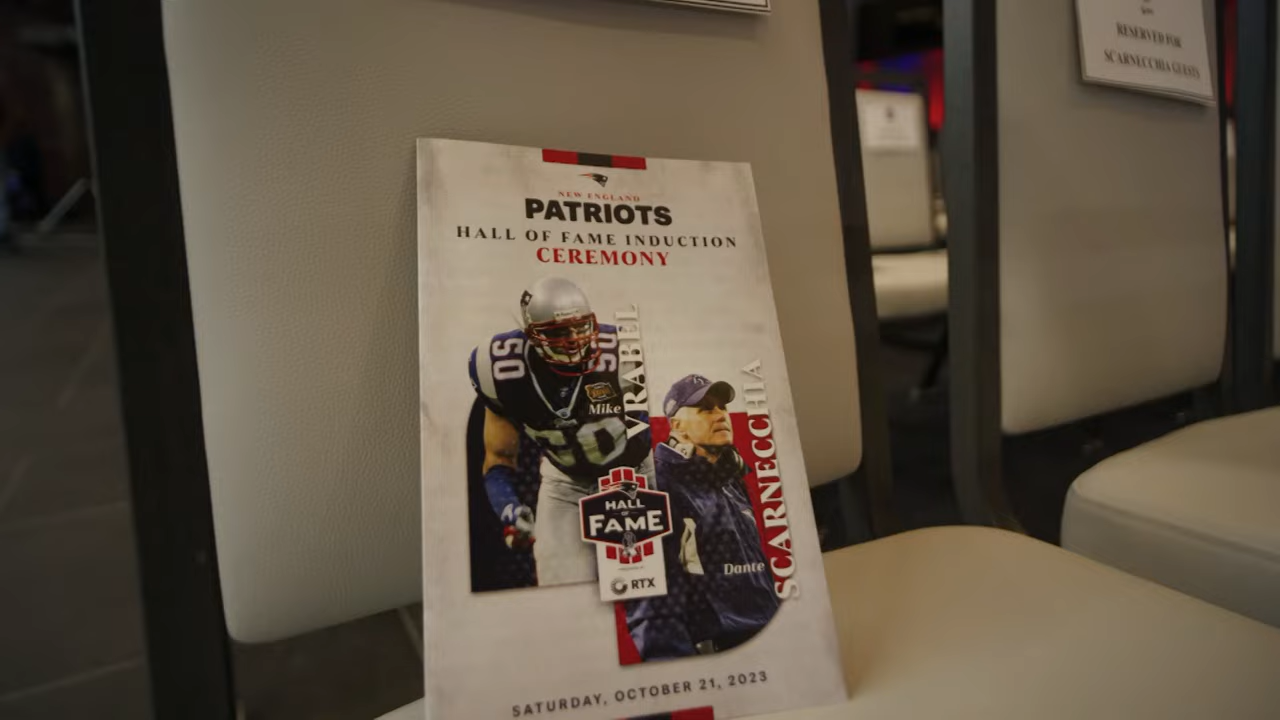 RESERVED FOR
SCARNECCHIA GUESTS
NEW ENGLAND
PATRIOTS
HALL OF FAME INDUCTION
CEREMONY
50
50
50
Mike
VRABEL
Dante
SCARNECCHIA
HALL
OF
FAME
RTX
SATURDAY, OCTOBER 21, 2023